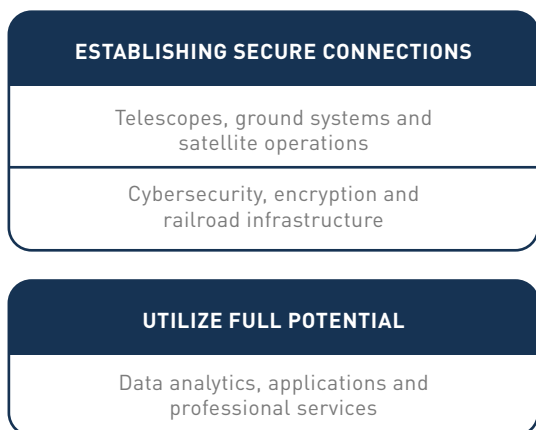 ESTABLISHING SECURE CONNECTIONS
Telescopes, ground systems and
satellite operations
Cybersecurity, encryption and
railroad infrastructure
UTILIZE FULL POTENTIAL
Data analytics, applications and
professional services